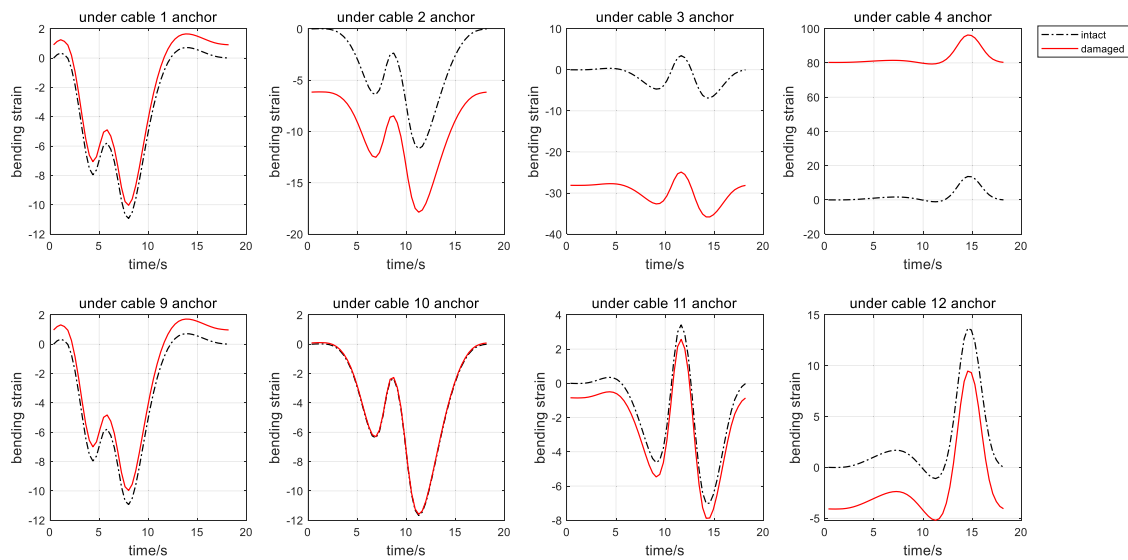 under cable 1 anchor
2
0
-2
-4
-6
-8
-10
-12
0 5 10 15 20
bending strain
time/s
under cable 2 anchor
0
-5
-10
-15
-20
0 5 10 15 20
bending strain
time/s
under cable 3 anchor
10
0
-10
-20
-30
-40
0 5 10 15 20
bending strain
time/s
under cable 4 anchor
100
80
60
40
20
0
-20
0 5 10 15 20
bending strain
time/s
intact
damaged
under cable 9 anchor
2
0
-2
-4
-6
-8
-10
-12
0 5 10 15 20
bending strain
time/s
under cable 10 anchor
2
0
-2
-4
-6
-8
-10
-12
0 5 10 15 20
bending strain
time/s
under cable 11 anchor
4
2
0
-2
-4
-6
-8
0 5 10 15 20
bending strain
time/s
under cable 12 anchor
15
10
5
0
-5
0 5 10 15 20
bending strain
time/s